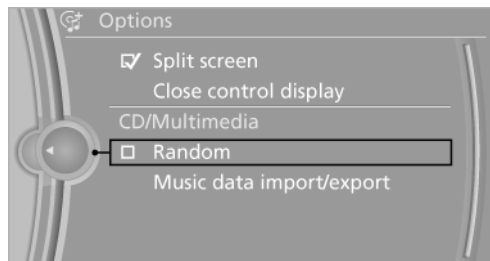 Options
Split screen
Close control display
CD/Multimedia
Random
Music data import/export